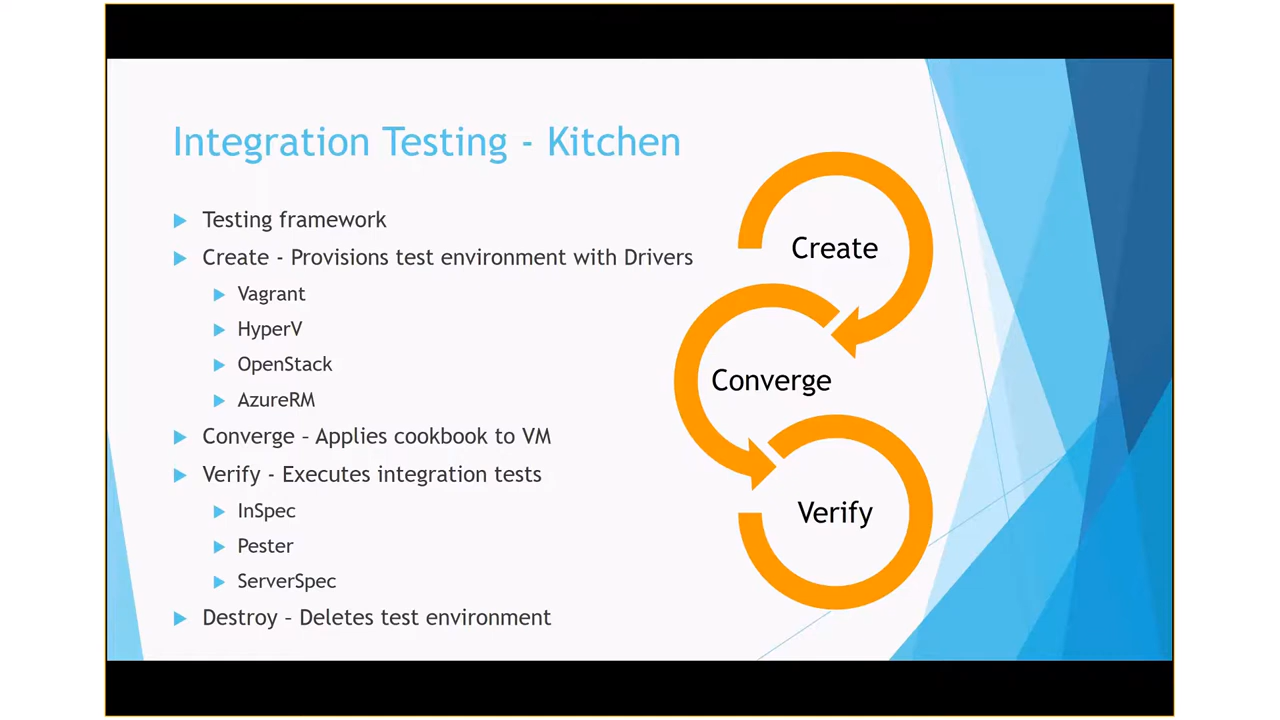 Integration Testing - Kitchen
Testing framework
Create - Provisions test environment with Drivers
Vagrant
HyperV
OpenStack
AzureRM
Converge – Applies cookbook to VM
Verify - Executes integration tests
InSpec
Pester
ServerSpec
Destroy – Deletes test environment
Create
Converge
Verify